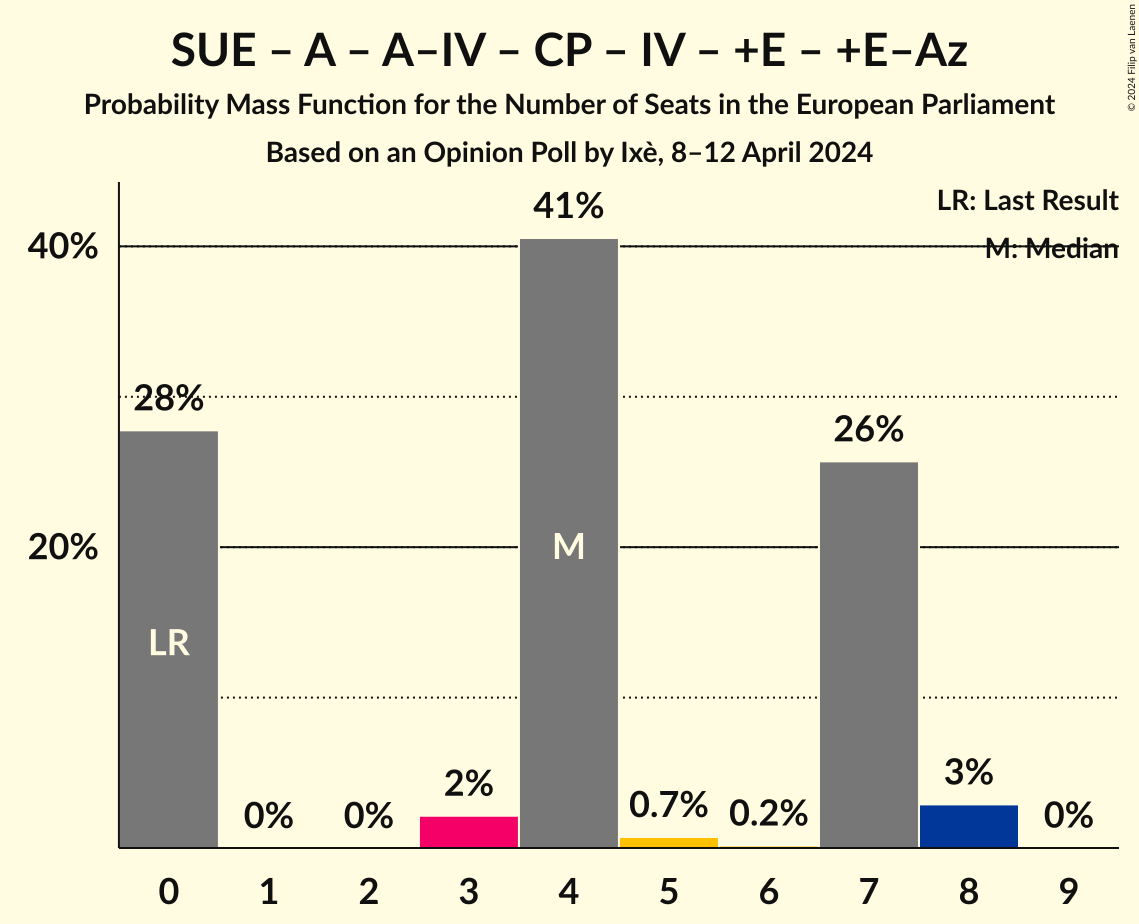 SUE – A – A–IV – CP – IV – +E – +E–Az
Probability Mass Function for the Number of Seats in the European Parliament
Based on an Opinion Poll by Ixè, 8–12 April 2024
© 2024 Filip van Laenen
LR: Last Result
M: Median
40%
20%
28%
0%
0%
2%
41%
0.7%
0.2%
26%
3%
0%
LR
M
0 1 2 3 4 5 6 7 8 9